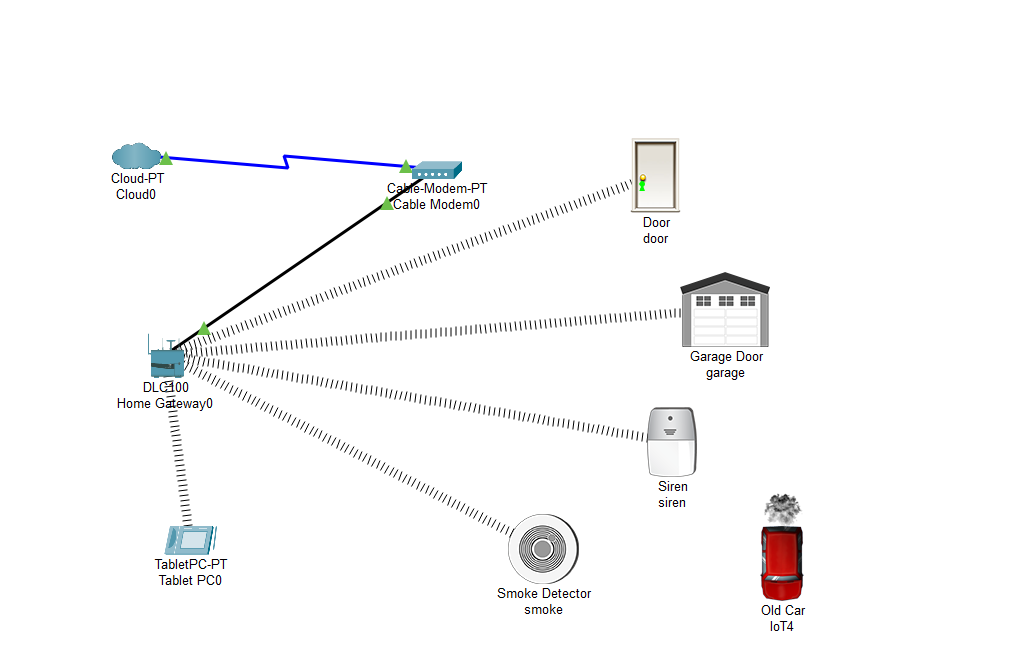 Cloud-PT
Cloud0
Cable-Modem-PT
Cable Modem0
Door
door
Garage Door
garage
DLC100
Home Gateway0
Siren
siren
TabletPC-PT
Tablet PC0
Smoke Detector
smoke
Old Car
IoT4